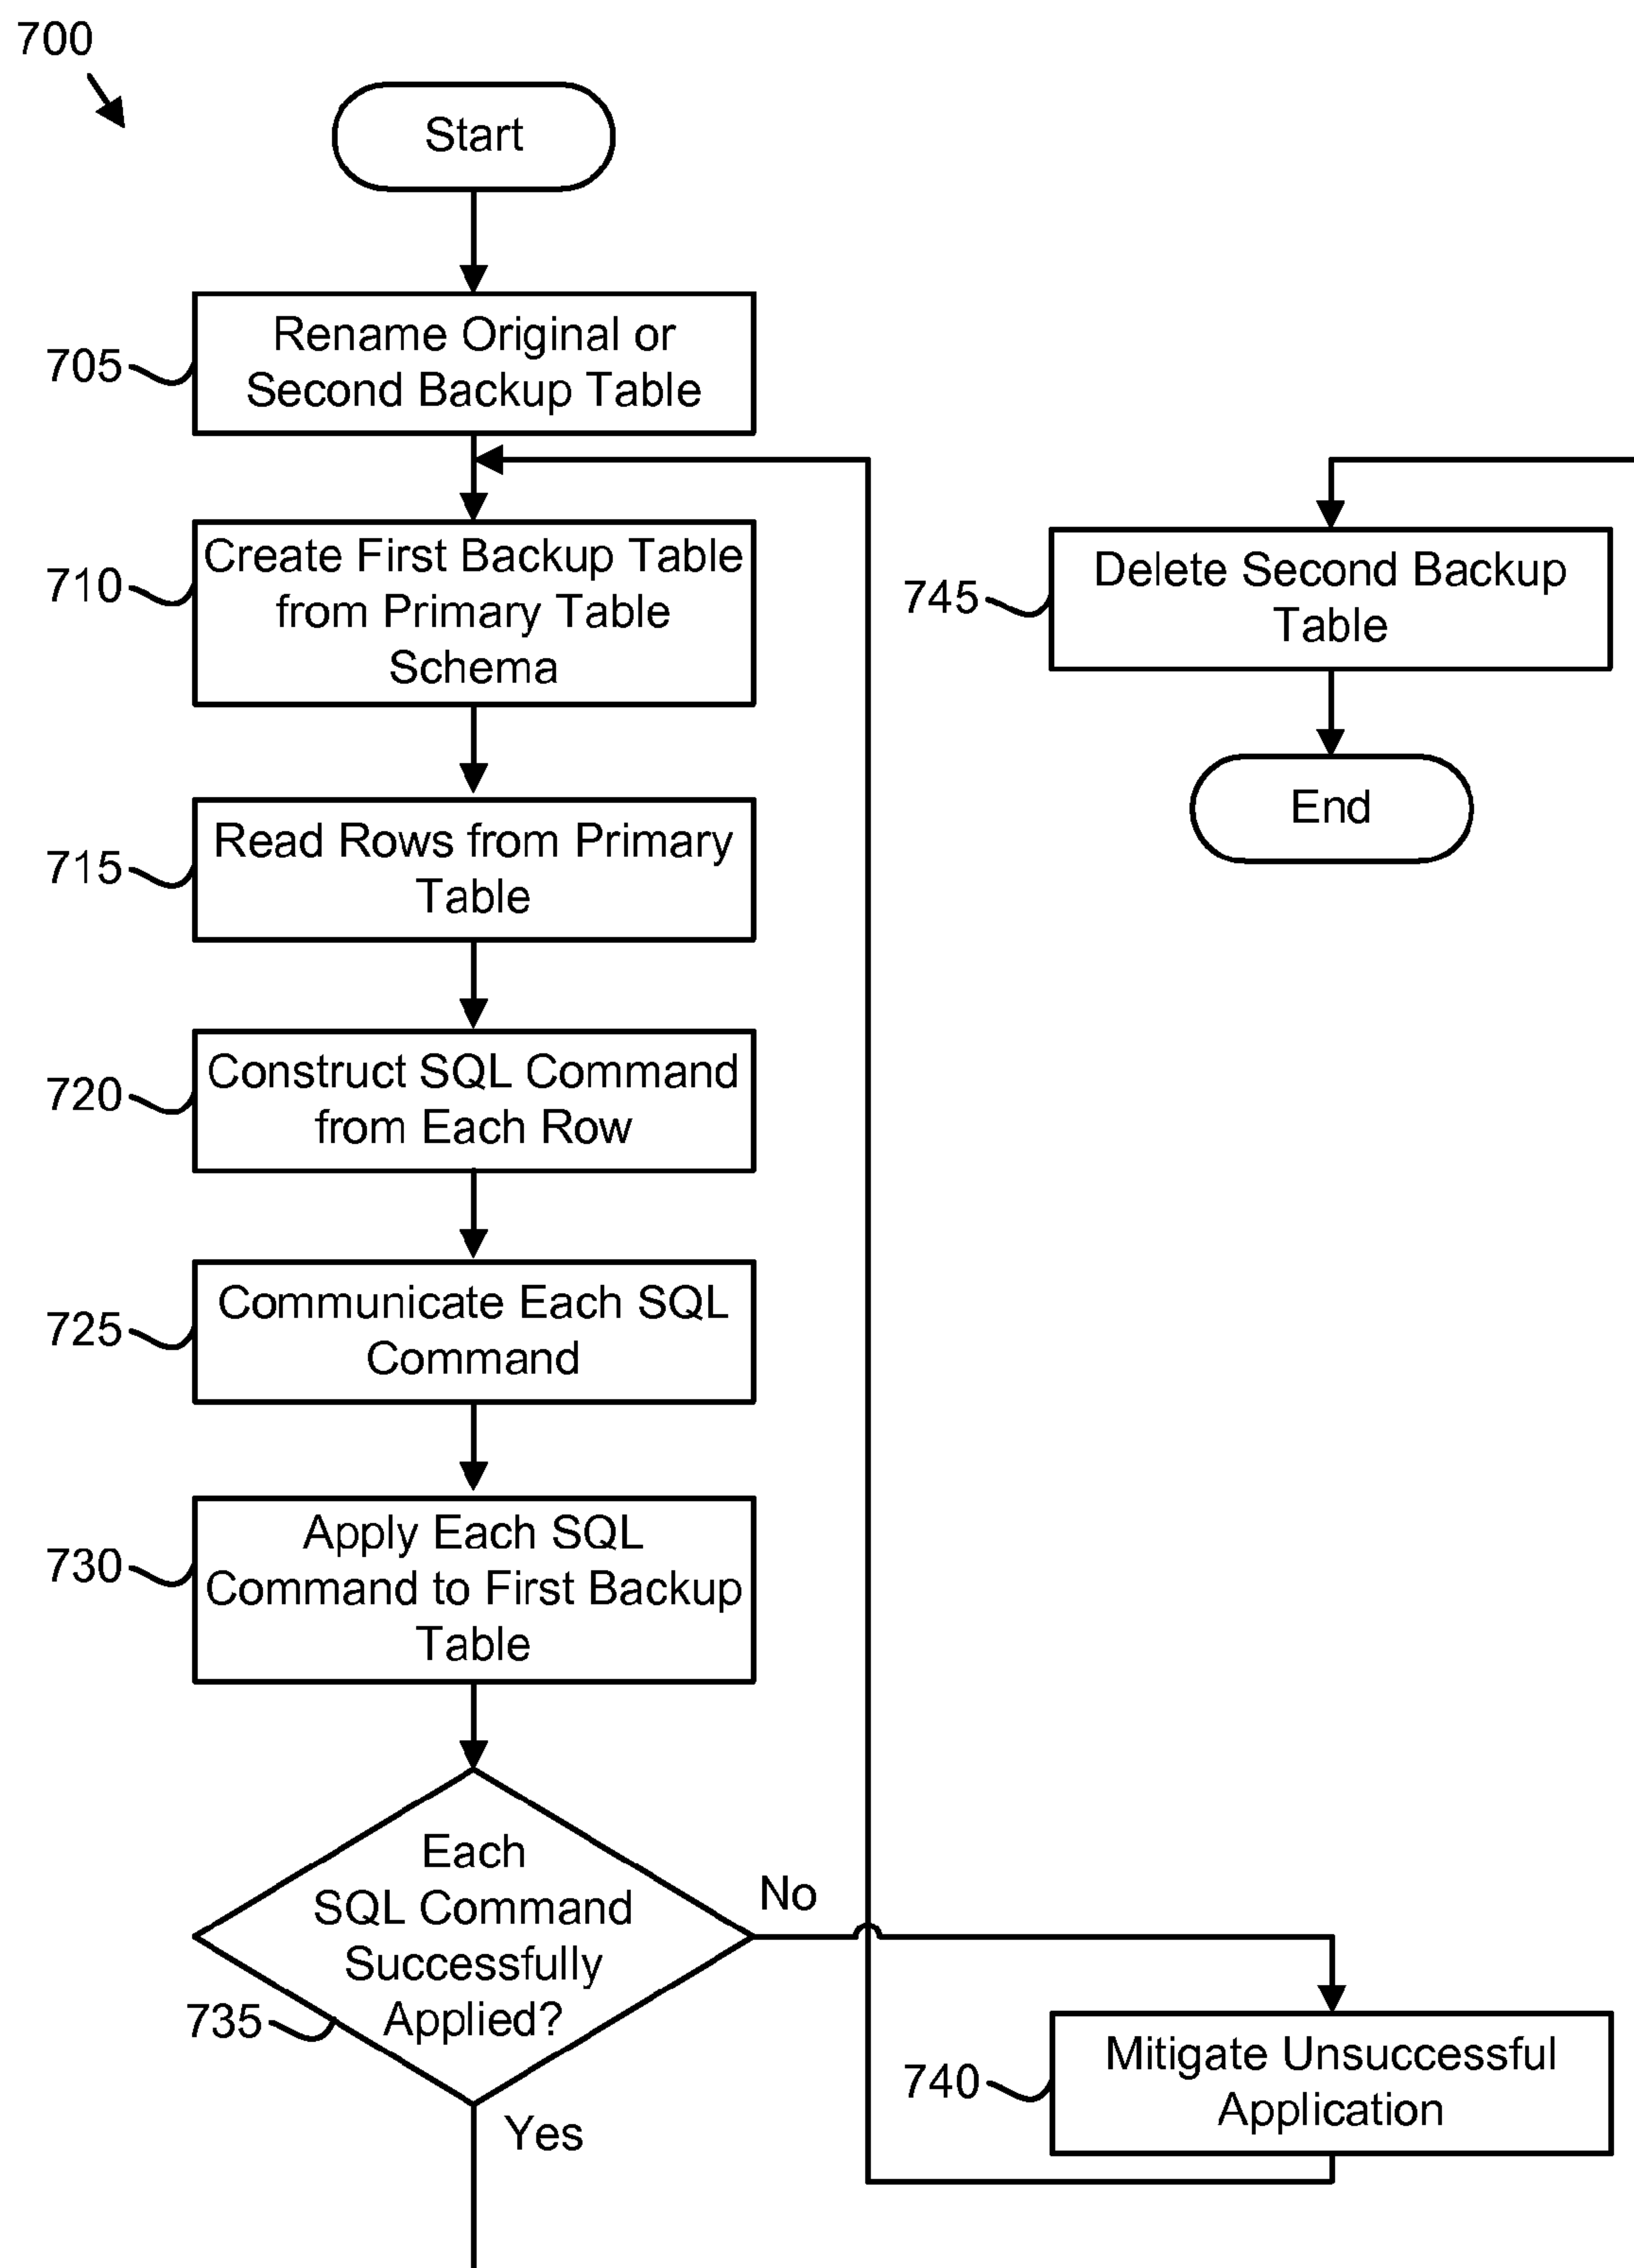 700
Start
705
Rename Original or
Second Backup Table
710
Create First Backup Table
from Primary Table
Schema
715
Read Rows from Primary
Table
720
Construct SQL Command
from Each Row
725
Communicate Each SQL
Command
730
Apply Each SQL
Command to First Backup
Table
Each
SQL Command
Successfully
Applied?
735
No
Yes
740
Mitigate Unsuccessful
Application
745
Delete Second Backup
Table
End